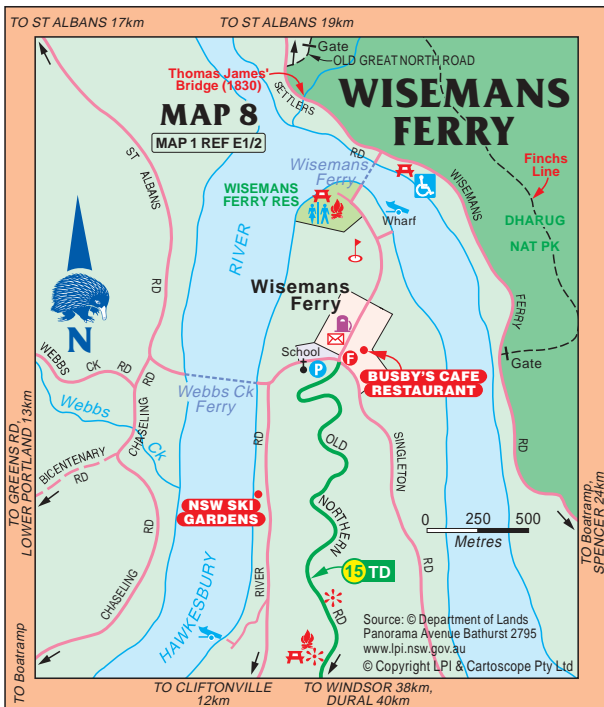 TO ST ALBANS 17km
TO ST ALBANS 19km
Gate
OLD GREAT NORTH ROAD
Thomas James'
Bridge (1830)
SETTLERS
RD
MAP 8
MAP 1 REF E1/2
WISEMANS
FERRY
ST ALBANS
RD
Wisemans
Ferry
WISEMANS
FERRY RES
Wharf
WISEMANS
FERRY
RD
Finchs
Line
DHARUG
NAT PK
Gate
RIVER
N
Wisemans
Ferry
School
P
F
BUSBY'S CAFE
RESTAURANT
WEBBS
CK RD
Webbs Ck
Ferry
Webbs
Ck
CHASELING
RD
BICENTENARY
RD
TO GREENS RD,
LOWER PORTLAND 13km
NSW SKI
GARDENS
RD
RIVER
OLD
NORTHERN
RD
SINGLETON
RD
0 250 500
Metres
15 TD
CHASELING
RD
HAWKESBURY
TO Boatramp,
SPENCER 24km
Source: © Department of Lands
Panorama Avenue Bathurst 2795
www.lpi.nsw.gov.au
© Copyright LPI & Cartoscope Pty Ltd
TO Boatramp
TO CLIFTONVILLE
12km
TO WINDSOR 38km,
DURAL 40km